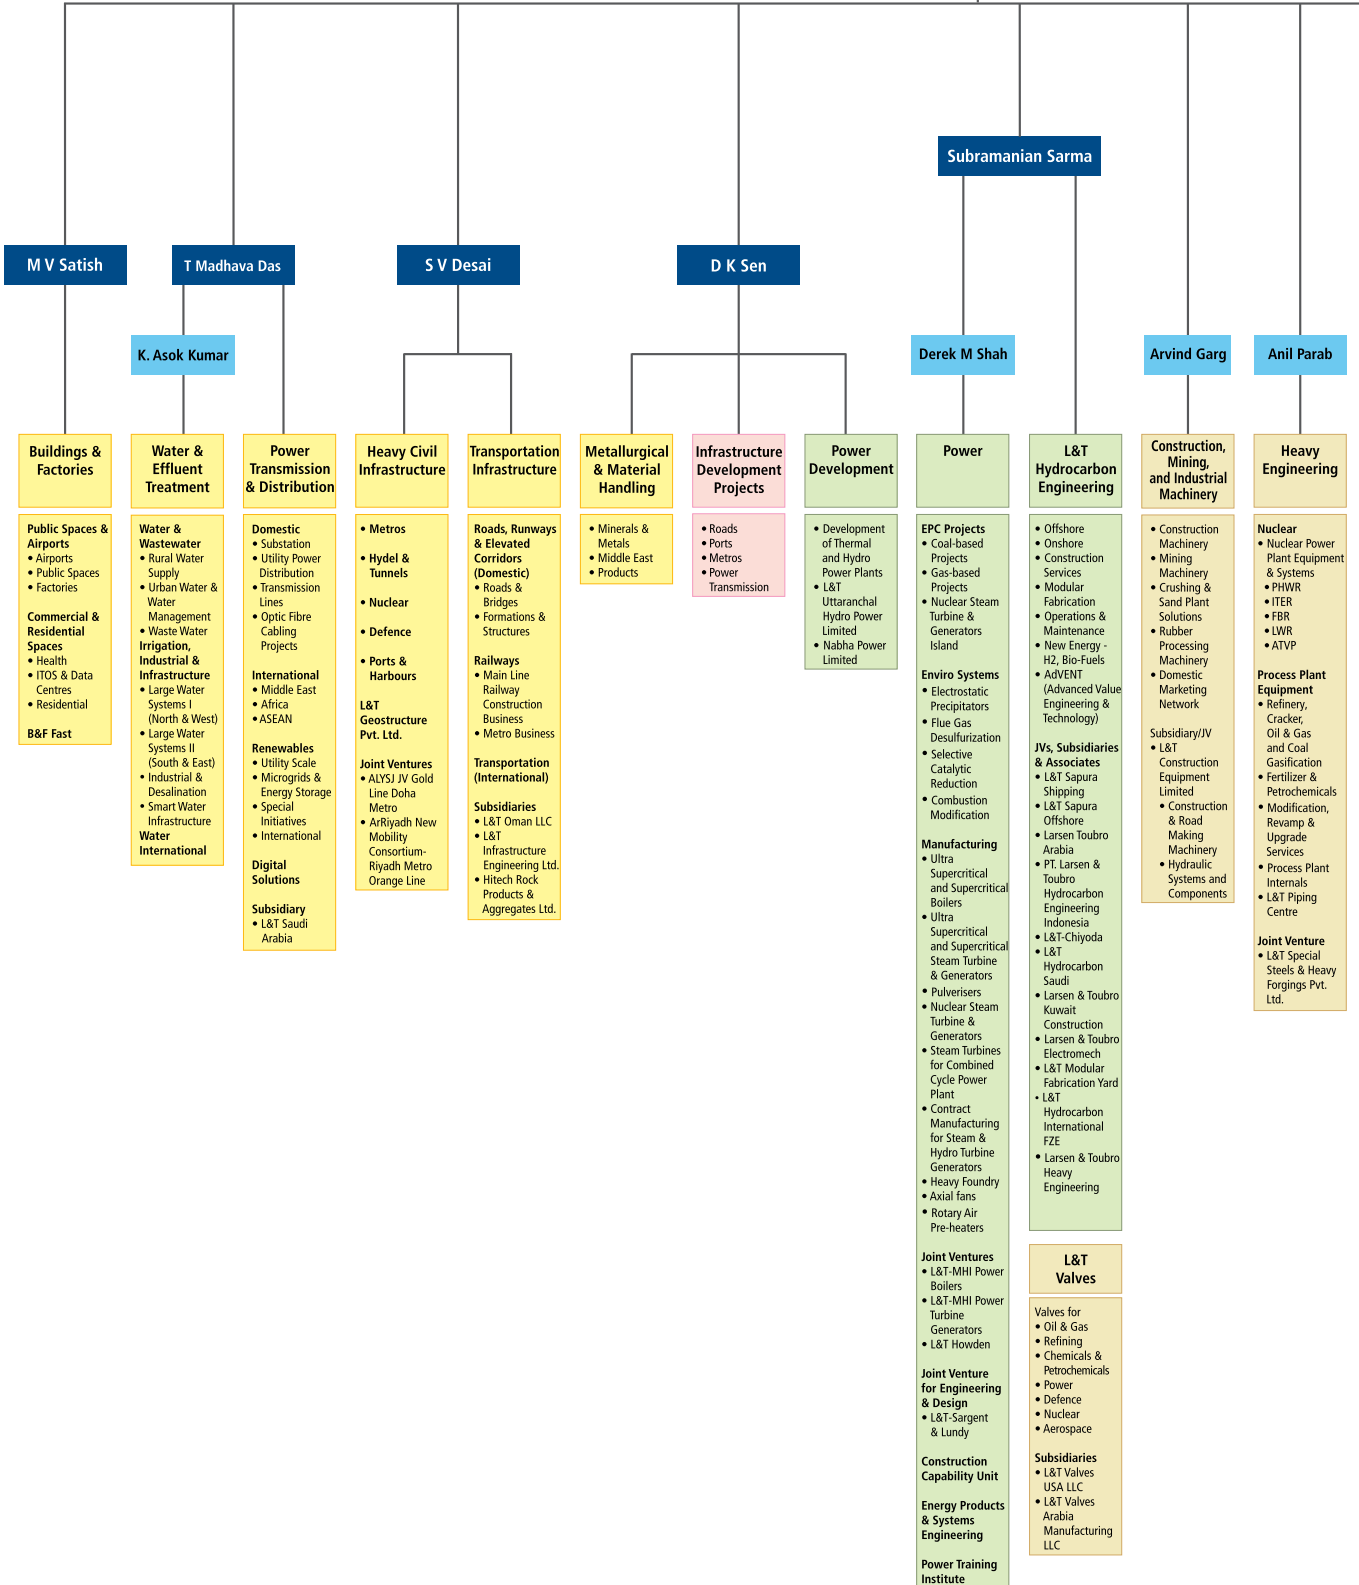 Subramanian Sarma
M V Satish
T Madhava Das
S V Desai
D K Sen
K. Asok Kumar
Derek M Shah
Arvind Garg
Anil Parab
Buildings &
Factories
Public Spaces &
Airports
• Airports
• Public Spaces
• Factories
Commercial &
Residential
Spaces
• Health
• ITOS & Data
Centres
• Residential
B&F Fast
Water &
Effluent
Treatment
Water &
Wastewater
• Rural Water
Supply
• Urban Water &
Water
Management
• Waste Water
Irrigation,
Industrial &
Infrastructure
• Large Water
Systems I
(North & West)
• Large Water
Systems II
(South & East)
• Industrial &
Desalination
• Smart Water
Infrastructure
Water
International
Power
Transmission
& Distribution
Domestic
• Substation
• Utility Power
Distribution
• Transmission
Lines
• Optic Fibre
Cabling
Projects
International
• Middle East
• Africa
• ASEAN
Renewables
• Utility Scale
• Microgrids &
Energy Storage
• Special
Initiatives
• International
Digital
Solutions
Subsidiary
• L&T Saudi
Arabia
Heavy Civil
Infrastructure
• Metros
• Hydel &
Tunnels
• Nuclear
• Defence
• Ports &
Harbours
L&T
Geostructure
Pvt. Ltd.
Joint Ventures
• ALYSJ JV Gold
Line Doha
Metro
• ArRiyadh New
Mobility
Consortium-
Riyadh Metro
Orange Line
Transportation
Infrastructure
Roads, Runways
& Elevated
Corridors
(Domestic)
• Roads &
Bridges
• Formations &
Structures
Railways
• Main Line
Railway
Construction
Business
• Metro Business
Transportation
(International)
Subsidiaries
• L&T Oman LLC
• L&T
Infrastructure
Engineering Ltd.
• Hitech Rock
Products &
Aggregates Ltd.
Metallurgical
& Material
Handling
• Minerals &
Metals
• Middle East
• Products
Infrastructure
Development
Projects
• Roads
• Ports
• Metros
• Power
Transmission
Power
Development
• Development
of Thermal
and Hydro
Power Plants
• L&T
Uttaranchal
Hydro Power
Limited
• Nabha Power
Limited
Power
EPC Projects
• Coal-based
Projects
• Gas-based
Projects
• Nuclear Steam
Turbine &
Generators
Island
Enviro Systems
• Electrostatic
Precipitators
• Flue Gas
Desulfurization
• Selective
Catalytic
Reduction
• Combustion
Modification
Manufacturing
• Ultra
Supercritical
and Supercritical
Boilers
• Ultra
Supercritical
and Supercritical
Steam Turbine
& Generators
• Pulverisers
• Nuclear Steam
Turbine &
Generators
• Steam Turbines
for Combined
Cycle Power
Plant
• Contract
Manufacturing
for Steam &
Hydro Turbine
Generators
• Heavy Foundry
• Axial fans
• Rotary Air
Pre-heaters
Joint Ventures
• L&T-MHI Power
Boilers
• L&T-MHI Power
Turbine
Generators
• L&T Howden
Joint Venture
for Engineering
& Design
• L&T-Sargent
& Lundy
Construction
Capability Unit
Energy Products
& Systems
Engineering
Power Training
Institute
L&T
Hydrocarbon
Engineering
• Offshore
• Onshore
• Construction
Services
• Modular
Fabrication
• Operations &
Maintenance
• New Energy -
H2, Bio-Fuels
• AdVENT
(Advanced Value
Engineering &
Technology)
JVs, Subsidiaries
& Associates
• L&T Sapura
Shipping
• L&T Sapura
Offshore
• Larsen Toubro
Arabia
• PT. Larsen &
Toubro
Hydrocarbon
Engineering
Indonesia
• L&T-Chiyoda
• L&T
Hydrocarbon
Saudi
• Larsen & Toubro
Kuwait
Construction
• Larsen & Toubro
Electromech
• L&T Modular
Fabrication Yard
• L&T
Hydrocarbon
International
FZE
• Larsen & Toubro
Heavy
Engineering
L&T
Valves
Valves for
• Oil & Gas
• Refining
• Chemicals &
Petrochemicals
• Power
• Defence
• Nuclear
• Aerospace
Subsidiaries
• L&T Valves
USA LLC
• L&T Valves
Arabia
Manufacturing
LLC
Construction,
Mining,
and Industrial
Machinery
• Construction
Machinery
• Mining
Machinery
• Crushing &
Sand Plant
Solutions
• Rubber
Processing
Machinery
• Domestic
Marketing
Network
Subsidiary/JV
• L&T
Construction
Equipment
Limited
• Construction
& Road
Making
Machinery
• Hydraulic
Systems and
Components
Heavy
Engineering
Nuclear
• Nuclear Power
Plant Equipment
& Systems
• PHWR
• ITER
• FBR
• LWR
• ATVP
Process Plant
Equipment
• Refinery,
Cracker,
Oil & Gas
and Coal
Gasification
• Fertilizer &
Petrochemicals
• Modification,
Revamp &
Upgrade
Services
• Process Plant
Internals
• L&T Piping
Centre
Joint Venture
• L&T Special
Steels & Heavy
Forgings Pvt.
Ltd.